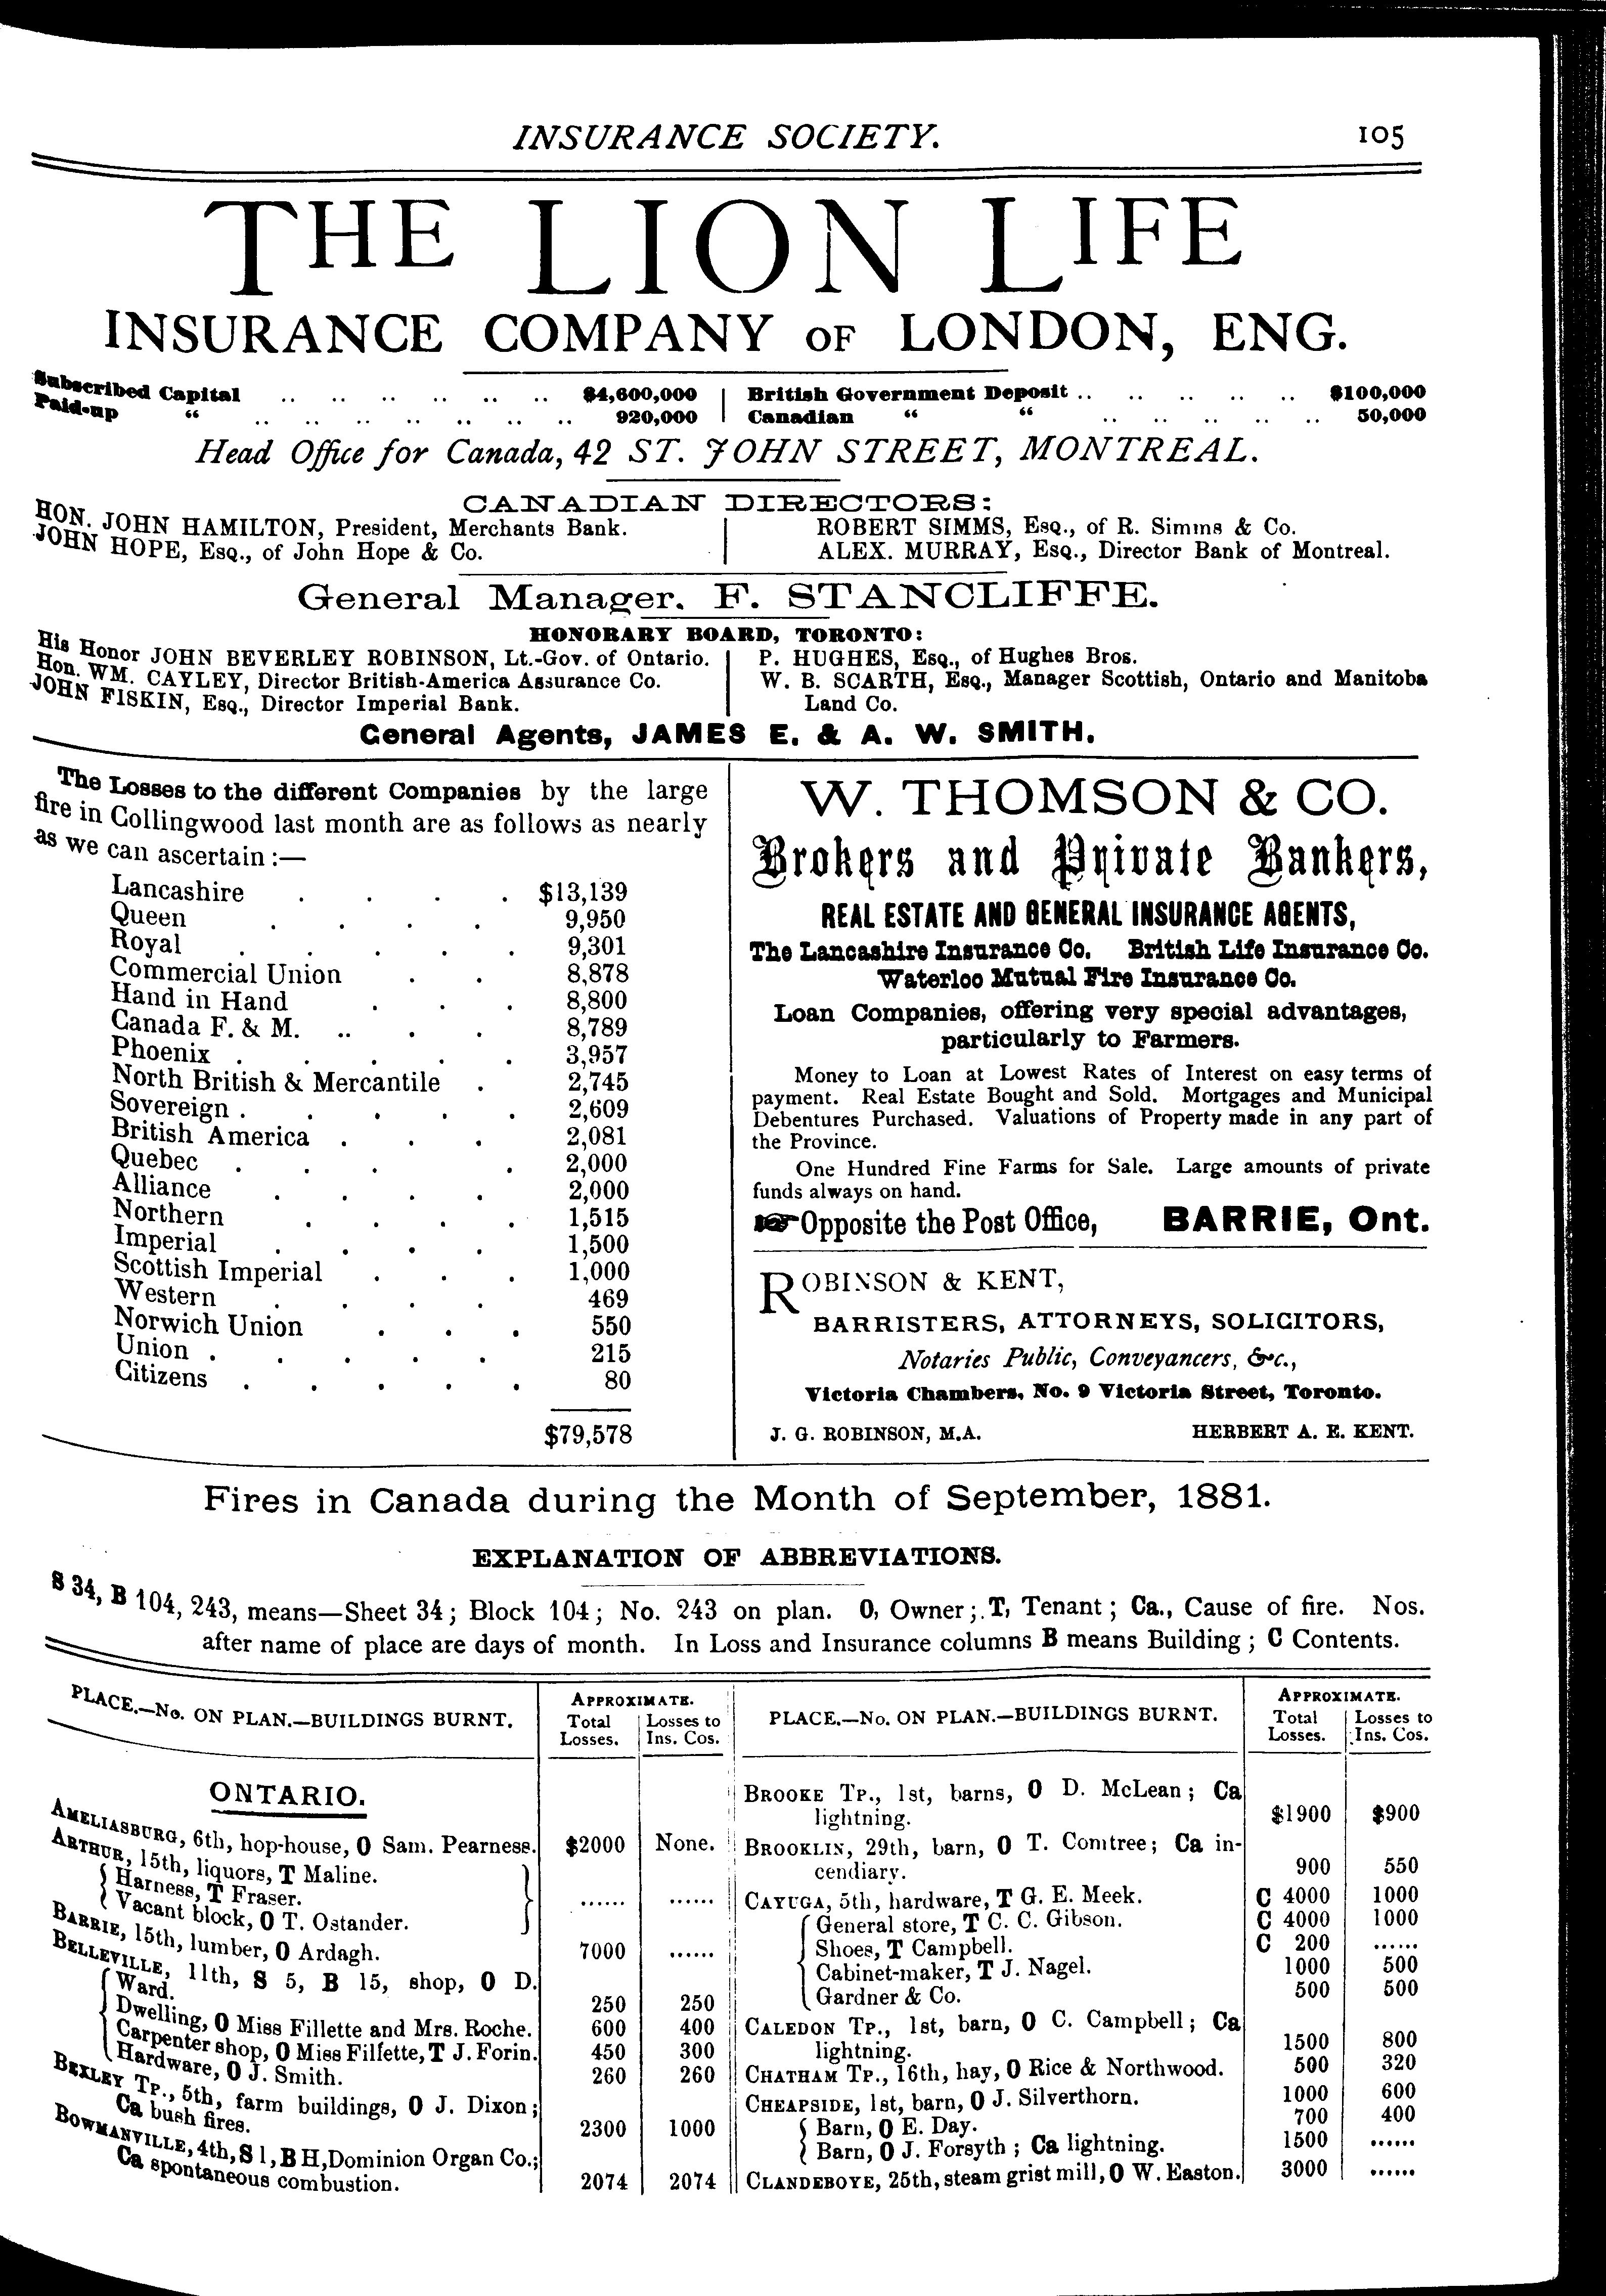 INSURANCE SOCIETY. 105
THE LION LIFE
INSURANCE COMPANY OF LONDON, ENG.
Subscribed Capital .. .. .. .. .. .. $4,600,000
Paid-up “ .. .. .. .. .. .. .. 920,000
British Government Deposit .. .. .. .. .. $100,000
Canadian “ “ .. .. .. .. .. 50,000
Head Office for Canada, 42 ST. JOHN STREET, MONTREAL.
CANADIAN DIRECTORS:
HON. JOHN HAMILTON, President, Merchants Bank.
JOHN HOPE, Esq., of John Hope & Co.
ROBERT SIMMS, Esq., of R. Simms & Co.
ALEX. MURRAY, Esq., Director Bank of Montreal.
General Manager. F. STANCLIFFE.
HONORARY BOARD, TORONTO:
His Honor JOHN BEVERLEY ROBINSON, Lt.-Gov. of Ontario.
Hon. WM. CAYLEY, Director British-America Assurance Co.
JOHN FISKIN, Esq., Director Imperial Bank.
P. HUGHES, Esq., of Hughes Bros.
W. B. SCARTH, Esq., Manager Scottish, Ontario and Manitoba
Land Co.
General Agents, JAMES E. & A. W. SMITH.
The Losses to the different Companies by the large
fire in Collingwood last month are as follows as nearly
as we can ascertain :—
Lancashire . . . . $13,139
Queen . . . . 9,950
Royal . . . . . 9,301
Commercial Union . . 8,878
Hand in Hand . . . 8,800
Canada F. & M. .. . . 8,789
Phoenix . . . . . 3,957
North British & Mercantile . 2,745
Sovereign . . . . . 2,609
British America . . . 2,081
Quebec . . . . 2,000
Alliance . . . . 2,000
Northern . . . . 1,515
Imperial . . . . 1,500
Scottish Imperial . . . 1,000
Western . . . . 469
Norwich Union . . . 550
Union . . . . . 215
Citizens . . . . . 80
$79,578
W. THOMSON & CO.
Brokers and Private Bankers,
REAL ESTATE AND GENERAL INSURANCE AGENTS,
The Lancashire Insurance Co. British Life Insurance Co.
Waterloo Mutual Fire Insurance Co.
Loan Companies, offering very special advantages,
particularly to Farmers.
Money to Loan at Lowest Rates of Interest on easy terms of
payment. Real Estate Bought and Sold. Mortgages and Municipal
Debentures Purchased. Valuations of Property made in any part of
the Province.
One Hundred Fine Farms for Sale. Large amounts of private
funds always on hand.
☞Opposite the Post Office, BARRIE, Ont.
ROBINSON & KENT,
BARRISTERS, ATTORNEYS, SOLICITORS,
Notaries Public, Conveyancers, &c.,
Victoria Chambers, No. 9 Victoria Street, Toronto.
J. G. ROBINSON, M.A. HERBERT A. E. KENT.
Fires in Canada during the Month of September, 1881.
EXPLANATION OF ABBREVIATIONS.
S 34, B 104, 243, means—Sheet 34; Block 104; No. 243 on plan. O, Owner; T, Tenant; Ca., Cause of fire. Nos.
after name of place are days of month. In Loss and Insurance columns B means Building; C Contents.
PLACE.—No. ON PLAN.—BUILDINGS BURNT.
APPROXIMATE.
Total Losses. Losses to Ins. Cos.
ONTARIO.
AMELIASBURG, 6th, hop-house, O Sam. Pearness. $2000 None.
ARTHUR, 15th, liquors, T Maline.
Harness, T Fraser. ...... ......
Vacant block, O T. Ostander.
BARRIE, 15th, lumber, O Ardagh. 7000 ......
BELLEVILLE, 11th, S 5, B 15, shop, O D.
Ward. 250 250
Dwelling, O Miss Fillette and Mrs. Roche. 600 400
Carpenter shop, O Miss Filfette, T J. Forin. 450 300
Hardware, O J. Smith. 260 260
BEXLEY TP., 5th, farm buildings, O J. Dixon;
Ca bush fires. 2300 1000
BOWMANVILLE, 4th, S 1, B H, Dominion Organ Co.;
Ca spontaneous combustion. 2074 2074
PLACE.—No. ON PLAN.—BUILDINGS BURNT.
APPROXIMATE.
Total Losses. Losses to Ins. Cos.
BROOKE TP., 1st, barns, O D. McLean; Ca
lightning. $1900 $900
BROOKLIN, 29th, barn, O T. Comtree; Ca in-
cendiary. 900 550
CAYUGA, 5th, hardware, T G. E. Meek. C 4000 1000
General store, T C. C. Gibson. C 4000 1000
Shoes, T Campbell. C 200 ......
Cabinet-maker, T J. Nagel. 1000 500
Gardner & Co. 500 500
CALEDON TP., 1st, barn, O C. Campbell; Ca
lightning. 1500 800
CHATHAM TP., 16th, hay, O Rice & Northwood. 500 320
CHEAPSIDE, 1st, barn, O J. Silverthorn. 1000 600
Barn, O E. Day. 700 400
Barn, O J. Forsyth; Ca lightning. 1500 ......
CLANDEBOYE, 25th, steam grist mill, O W. Easton. 3000 ......